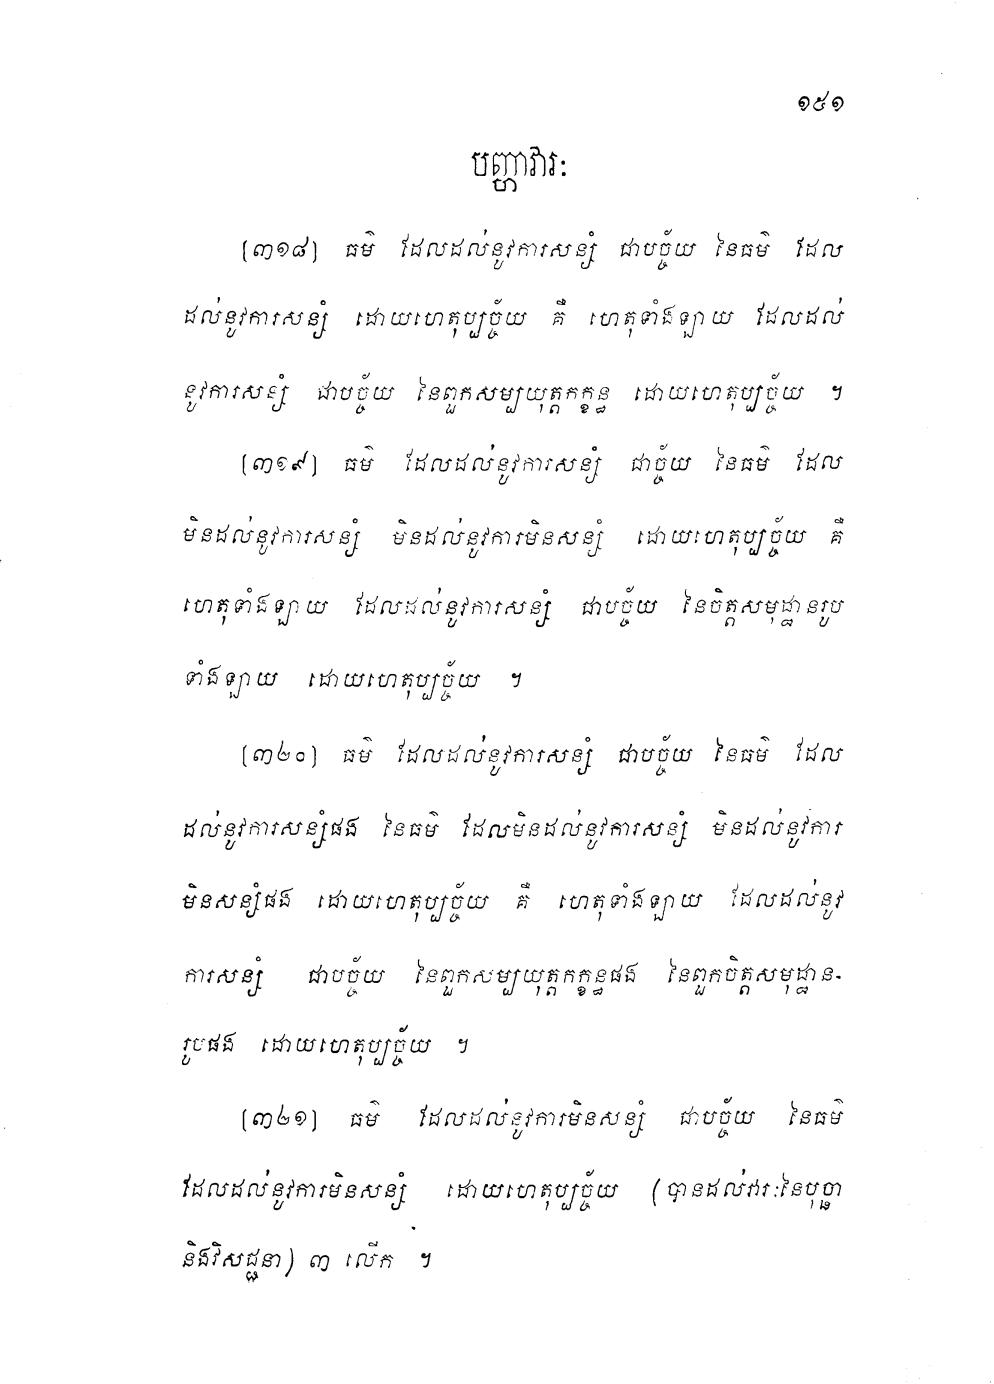 ១៥១
បញ្ហាវារៈ
[៣១៨] ធម៌ ដែលដល់នូវការសន្សំ ជាបច្ច័យ នៃធម៌ ដែល
ដល់នូវការសន្សំ ដោយហេតុប្បច្ច័យ គឺ ហេតុទាំងឡាយ ដែលដល់
នូវការសន្សំ ជាបច្ច័យ នៃពួកសម្បយុត្តកក្ខន្ធ ដោយហេតុប្បច្ច័យ ។
[៣១៩] ធម៌ ដែលដល់នូវការសន្សំ ជាច្ច័យ នៃធម៌ ដែល
មិនដល់នូវការសន្សំ មិនដល់នូវការមិនសន្សំ ដោយហេតុប្បច្ច័យ គឺ
ហេតុទាំងឡាយ ដែលដល់នូវការសន្សំ ជាបច្ច័យ នៃចិត្តសមុដ្ឋានរូប
ទាំងឡាយ ដោយហេតុប្បច្ច័យ ។
[៣២០] ធម៌ ដែលដល់នូវការសន្សំ ជាបច្ច័យ នៃធម៌ ដែល
ដល់នូវការសន្សំផង នៃធម៌ ដែលមិនដល់នូវការសន្សំ មិនដល់នូវការ
មិនសន្សំផង ដោយហេតុប្បច្ច័យ គឺ ហេតុទាំងឡាយ ដែលដល់នូវ
ការសន្សំ ជាបច្ច័យ នៃពួកសម្បយុត្តកក្ខន្ធផង នៃពួកចិត្តសមុដ្ឋាន-
រូបផង ដោយហេតុប្បច្ច័យ ។
[៣២១] ធម៌ ដែលដល់នូវការមិនសន្សំ ជាបច្ច័យ នៃធម៌
ដែលដល់នូវការមិនសន្សំ ដោយហេតុប្បច្ច័យ (បានដល់វារៈនៃបុច្ឆា
និងវិសជ្ជនា) ៣ លើក ។